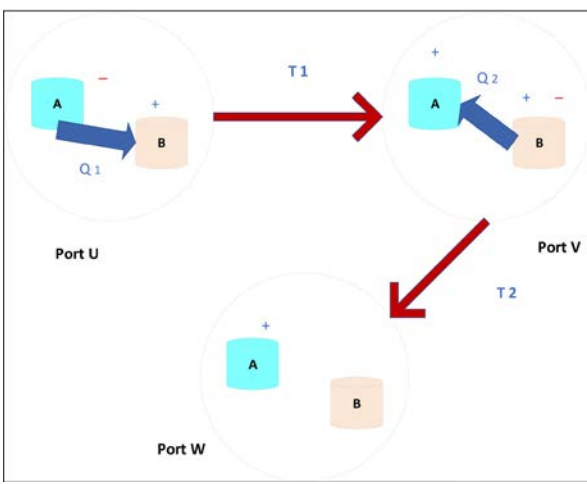 − +
A
B
Q 1
Port U
T 1
+
Q 2
A
+ −
B
Port V
T 2
+
A
B
Port W